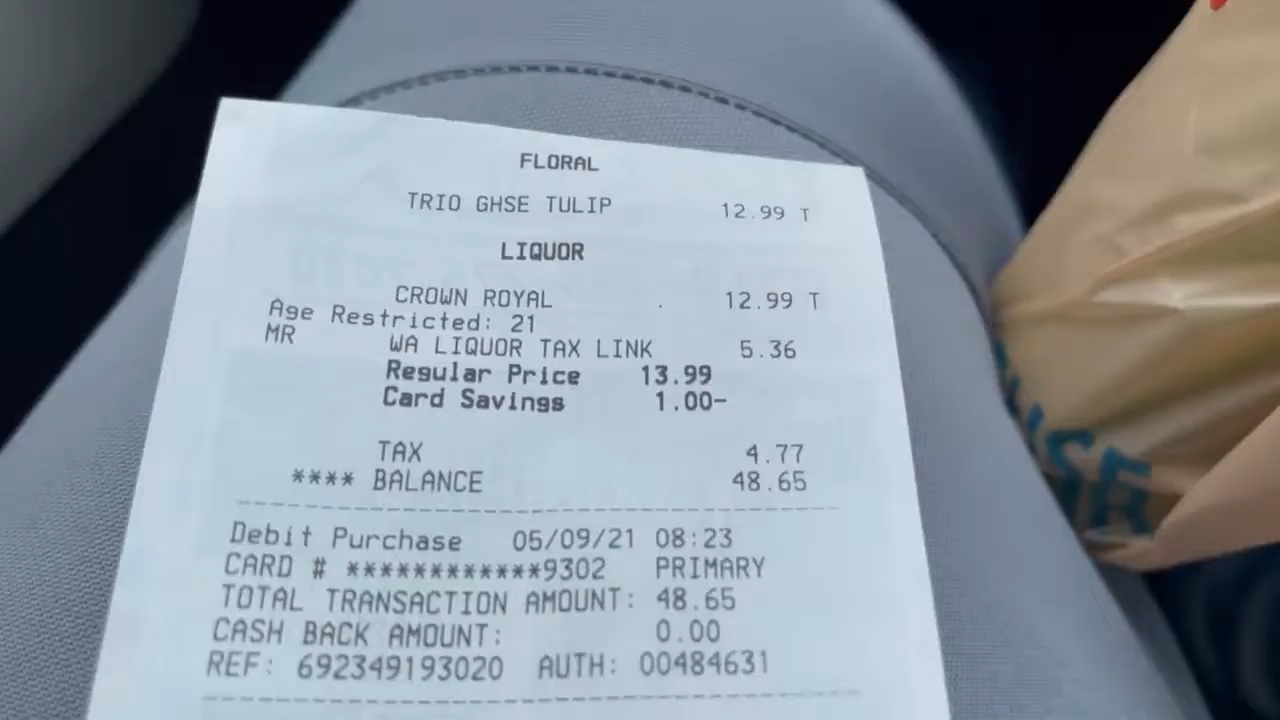 FLORAL
TRIO GHSE TULIP 12.99 T
LIQUOR
CROWN ROYAL 12.99 T
Age Restricted: 21
MR WA LIQUOR TAX LINK 5.36
Regular Price 13.99
Card Savings 1.00-
TAX 4.77
**** BALANCE 48.65
Debit Purchase 05/09/21 08:23
CARD # ************9302 PRIMARY
TOTAL TRANSACTION AMOUNT: 48.65
CASH BACK AMOUNT: 0.00
REF: 692349193020 AUTH: 00484631